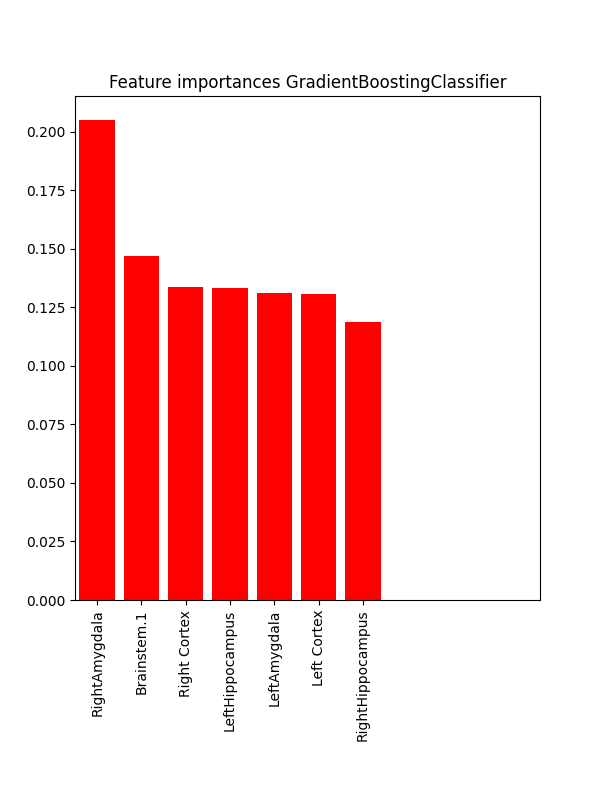 Feature importances GradientBoostingClassifier
0.200
0.175
0.150
0.125
0.100
0.075
0.050
0.025
0.000
RightAmygdala
Brainstem.1
Right Cortex
LeftHippocampus
LeftAmygdala
Left Cortex
RightHippocampus